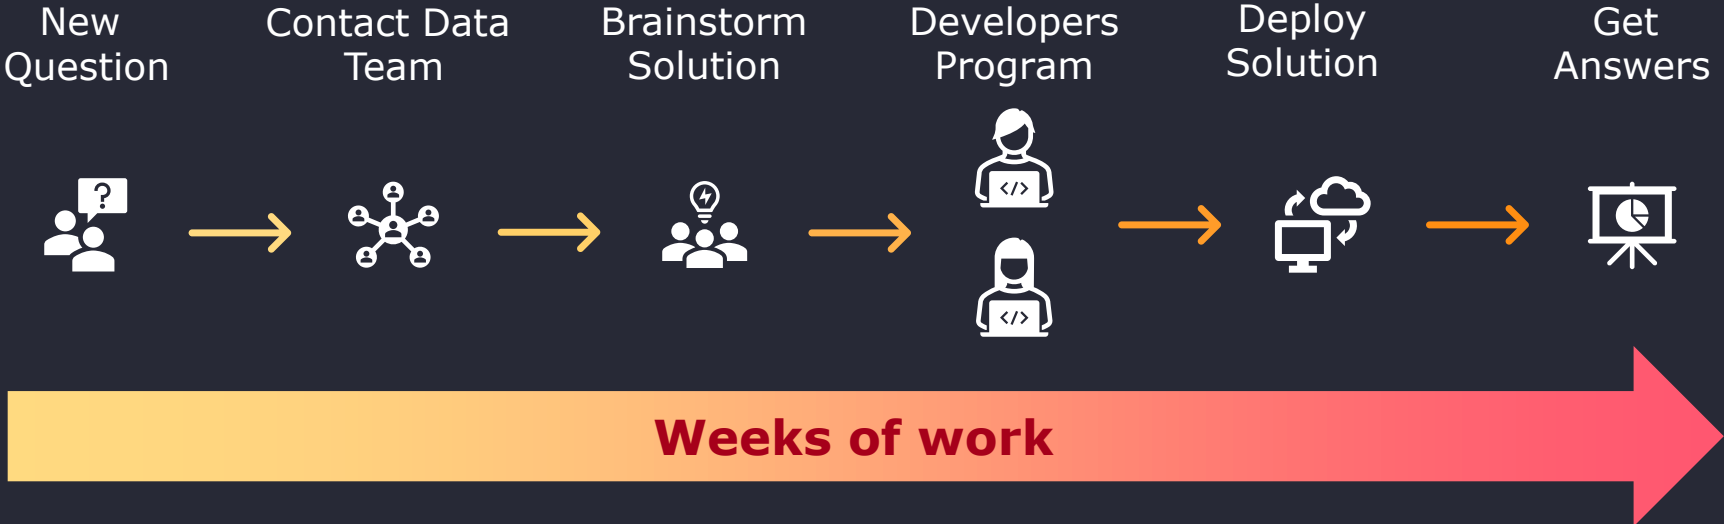 New
Question
Contact Data
Team
Brainstorm
Solution
Developers
Program
Deploy
Solution
Get
Answers
?
</>
</>
Weeks of work